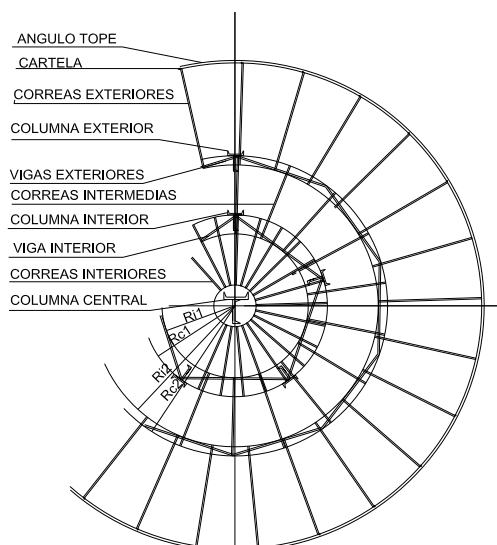 ANGULO TOPE
CARTELA
CORREAS EXTERIORES
COLUMNA EXTERIOR
VIGAS EXTERIORES
CORREAS INTERMEDIAS
COLUMNA INTERIOR
VIGA INTERIOR
CORREAS INTERIORES
COLUMNA CENTRAL
Ri1
Rc1
Ri2
Rc2